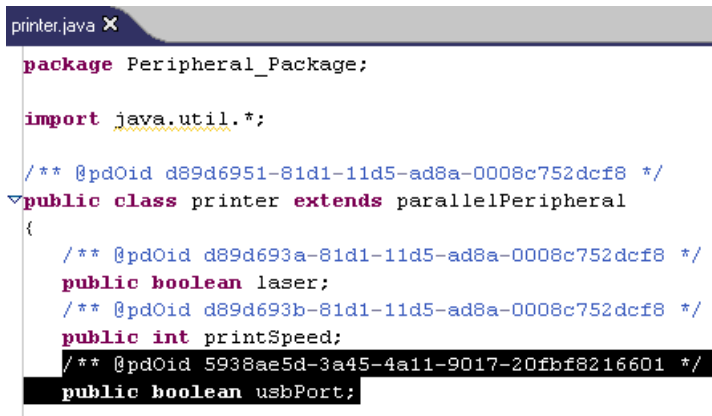 printer.java
package Peripheral_Package;
import java.util.*;
/** @pdOid d89d6951-81d1-11d5-ad8a-0008c752dcf8 */
public class printer extends parallelPeripheral
{
/** @pdOid d89d693a-81d1-11d5-ad8a-0008c752dcf8 */
public boolean laser;
/** @pdOid d89d693b-81d1-11d5-ad8a-0008c752dcf8 */
public int printSpeed;
/** @pdOid 5938ae5d-3a45-4a11-9017-20fbf8216601 */
public boolean usbPort;